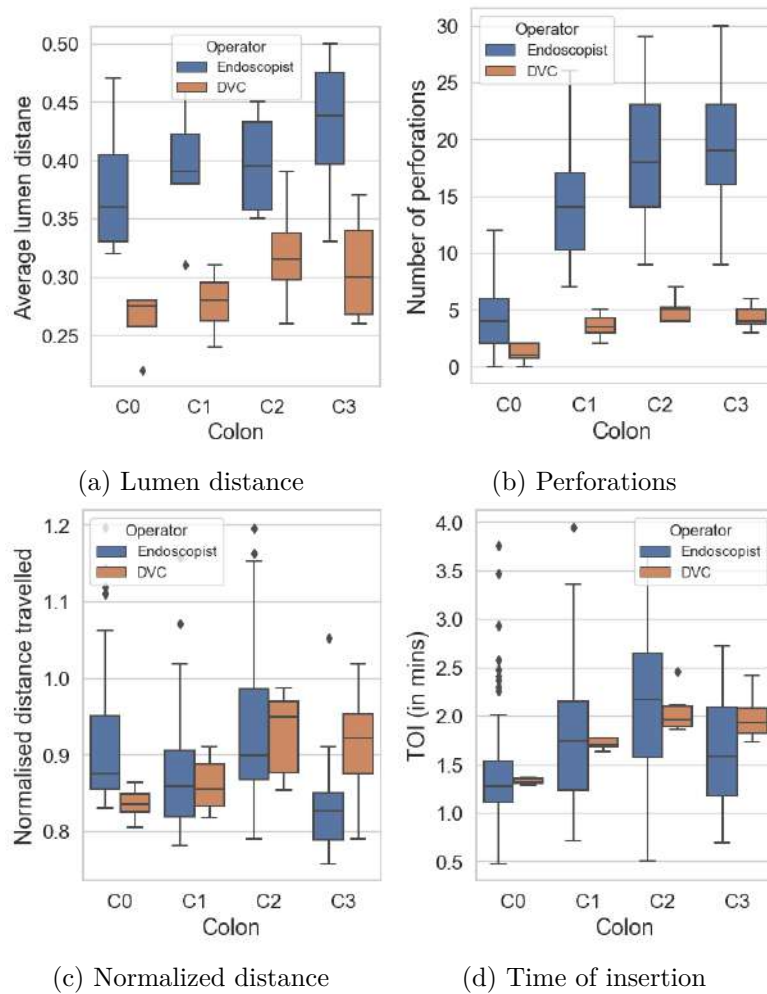 Average lumen distane
0.50
0.45
0.40
0.35
0.30
0.25
Operator
Endoscopist
DVC
C0 C1 C2 C3
Colon
(a) Lumen distance
Number of perforations
30
25
20
15
10
5
0
Operator
Endoscopist
DVC
C0 C1 C2 C3
Colon
(b) Perforations
Normalised distance travelled
1.2
1.1
1.0
0.9
0.8
Operator
Endoscopist
DVC
C0 C1 C2 C3
Colon
(c) Normalized distance
TOI (in mins)
4.0
3.5
3.0
2.5
2.0
1.5
1.0
0.5
Operator
Endoscopist
DVC
C0 C1 C2 C3
Colon
(d) Time of insertion